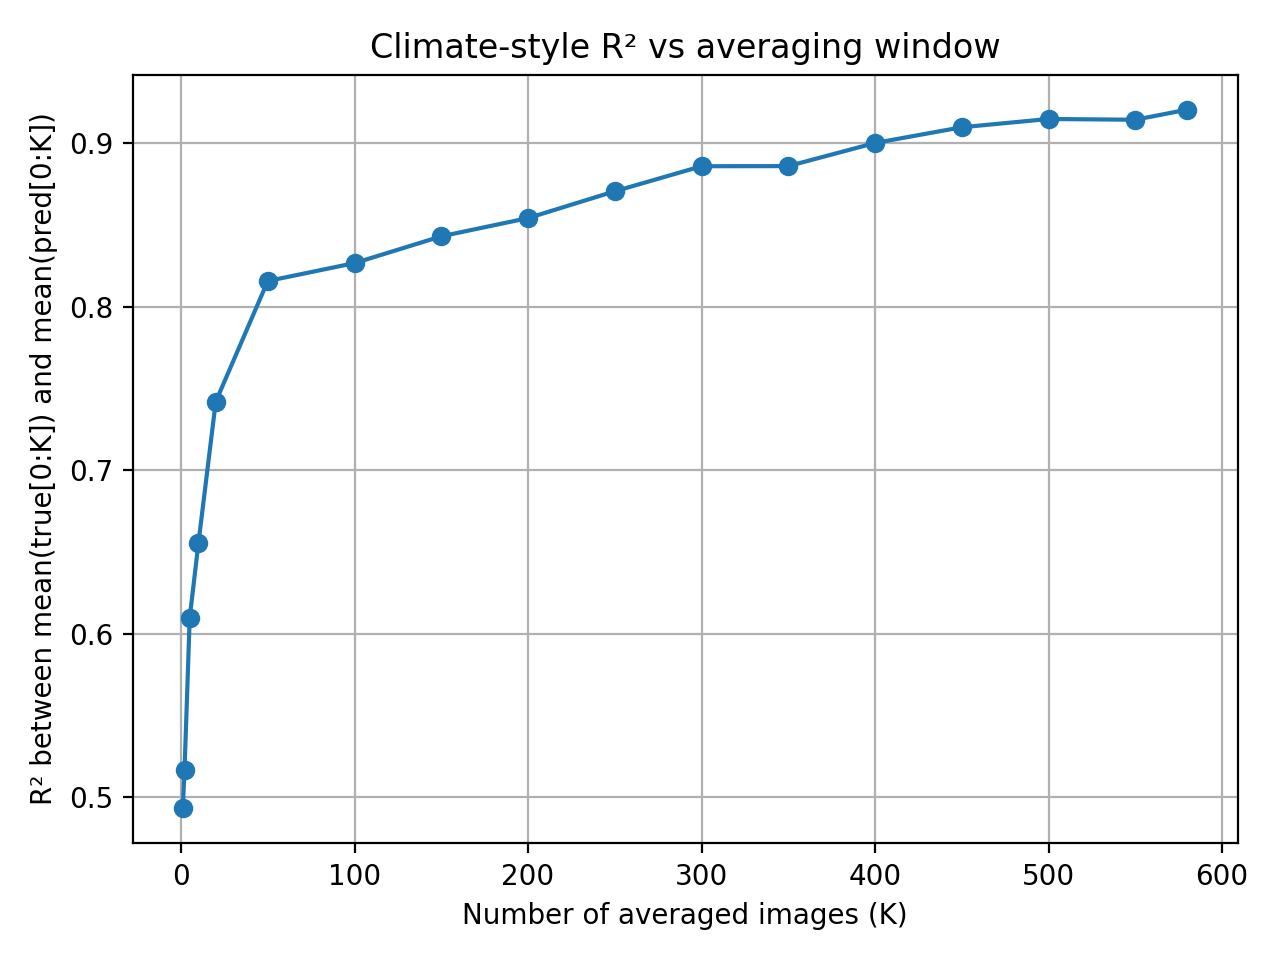 Climate-style R² vs averaging window
R² between mean(true[0:K]) and mean(pred[0:K])
0.9
0.8
0.7
0.6
0.5
0 100 200 300 400 500 600
Number of averaged images (K)